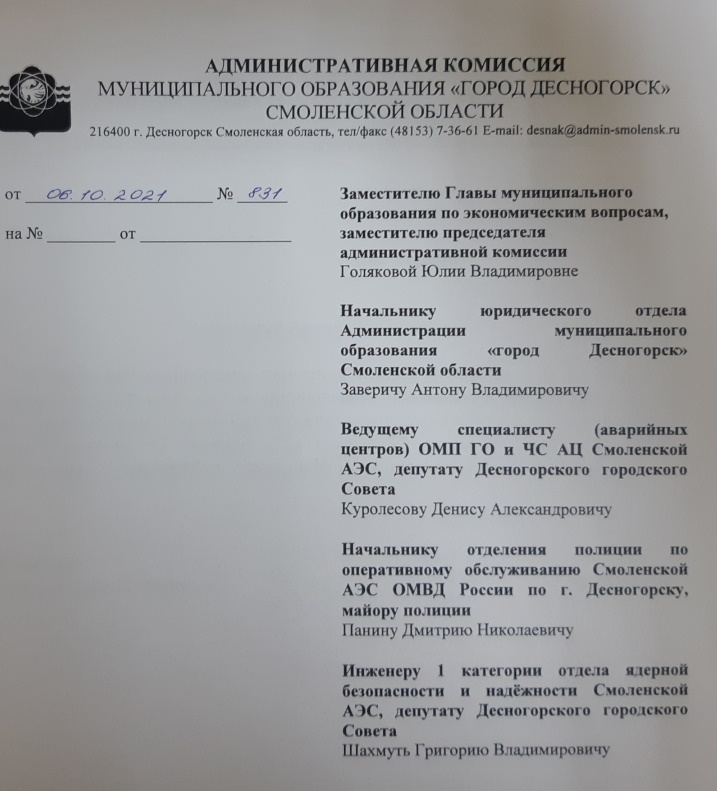 АДМИНИСТРАТИВНАЯ КОМИССИЯ
МУНИЦИПАЛЬНОГО ОБРАЗОВАНИЯ «ГОРОД ДЕСНОГОРСК»
СМОЛЕНСКОЙ ОБЛАСТИ
216400 г. Десногорск Смоленская область, тел/факс (48153) 7-36-61 E-mail: desnak@admin-smolensk.ru
от 06.10.2021 № 831
на № ________ от ________________
Заместителю Главы муниципального
образования по экономическим вопросам,
заместителю председателя
административной комиссии
Голяковой Юлии Владимировне
Начальнику юридического отдела
Администрации муниципального
образования «город Десногорск»
Смоленской области
Заверичу Антону Владимировичу
Ведущему специалисту (аварийных
центров) ОМП ГО и ЧС АЦ Смоленской
АЭС, депутату Десногорского городского
Совета
Куролесову Денису Александровичу
Начальнику отделения полиции по
оперативному обслуживанию Смоленской
АЭС ОМВД России по г. Десногорску,
майору полиции
Панину Дмитрию Николаевичу
Инженеру 1 категории отдела ядерной
безопасности и надёжности Смоленской
АЭС, депутату Десногорского городского
Совета
Шахмуть Григорию Владимировичу